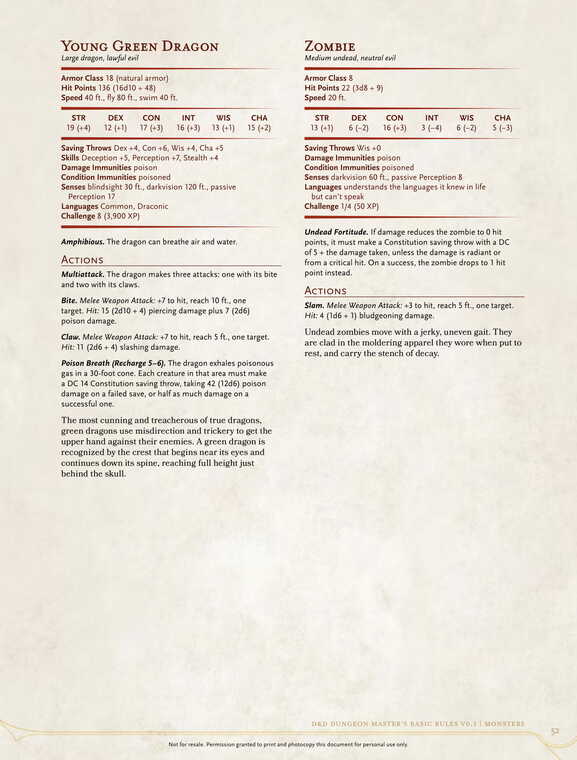 Young Green Dragon
Large dragon, lawful evil
Armor Class 18 (natural armor)
Hit Points 136 (16d10 + 48)
Speed 40 ft., fly 80 ft., swim 40 ft.
STR DEX CON INT WIS CHA
19 (+4) 12 (+1) 17 (+3) 16 (+3) 13 (+1) 15 (+2)
Saving Throws Dex +4, Con +6, Wis +4, Cha +5
Skills Deception +5, Perception +7, Stealth +4
Damage Immunities poison
Condition Immunities poisoned
Senses blindsight 30 ft., darkvision 120 ft., passive
Perception 17
Languages Common, Draconic
Challenge 8 (3,900 XP)
Amphibious. The dragon can breathe air and water.
Actions
Multiattack. The dragon makes three attacks: one with its bite
and two with its claws.
Bite. Melee Weapon Attack: +7 to hit, reach 10 ft., one
target. Hit: 15 (2d10 + 4) piercing damage plus 7 (2d6)
poison damage.
Claw. Melee Weapon Attack: +7 to hit, reach 5 ft., one target.
Hit: 11 (2d6 + 4) slashing damage.
Poison Breath (Recharge 5–6). The dragon exhales poisonous
gas in a 30-foot cone. Each creature in that area must make
a DC 14 Constitution saving throw, taking 42 (12d6) poison
damage on a failed save, or half as much damage on a
successful one.
The most cunning and treacherous of true dragons,
green dragons use misdirection and trickery to get the
upper hand against their enemies. A green dragon is
recognized by the crest that begins near its eyes and
continues down its spine, reaching full height just
behind the skull.
Zombie
Medium undead, neutral evil
Armor Class 8
Hit Points 22 (3d8 + 9)
Speed 20 ft.
STR DEX CON INT WIS CHA
13 (+1) 6 (−2) 16 (+3) 3 (−4) 6 (−2) 5 (−3)
Saving Throws Wis +0
Damage Immunities poison
Condition Immunities poisoned
Senses darkvision 60 ft., passive Perception 8
Languages understands the languages it knew in life
but can't speak
Challenge 1/4 (50 XP)
Undead Fortitude. If damage reduces the zombie to 0 hit
points, it must make a Constitution saving throw with a DC
of 5 + the damage taken, unless the damage is radiant or
from a critical hit. On a success, the zombie drops to 1 hit
point instead.
Actions
Slam. Melee Weapon Attack: +3 to hit, reach 5 ft., one target.
Hit: 4 (1d6 + 1) bludgeoning damage.
Undead zombies move with a jerky, uneven gait. They
are clad in the moldering apparel they wore when put to
rest, and carry the stench of decay.
D&D Dungeon Master's Basic Rules v0.3 | Monsters
52
Not for resale. Permission granted to print and photocopy this document for personal use only.